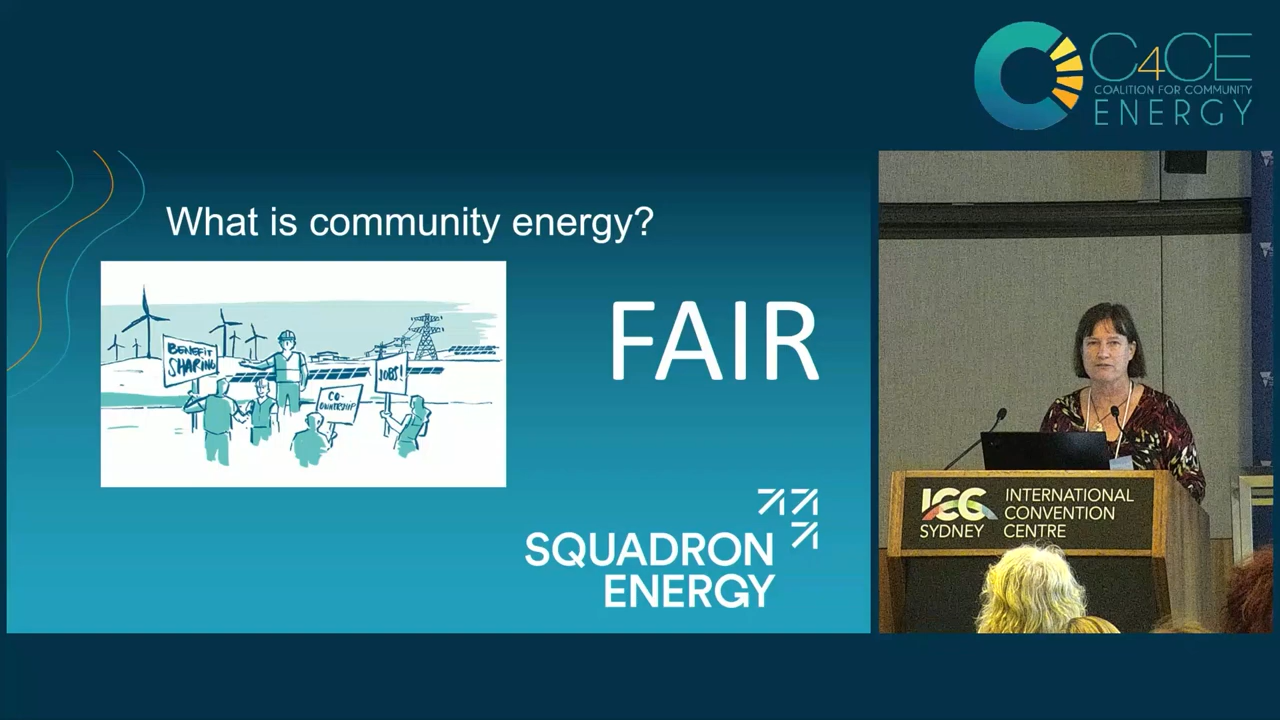 C4CE
COALITION FOR COMMUNITY
ENERGY
What is community energy?
BENEFIT
SHARING
JOBS!
CO-
OWNERSHIP
FAIR
SQUADRON
ENERGY
ICC
SYDNEY
INTERNATIONAL
CONVENTION
CENTRE